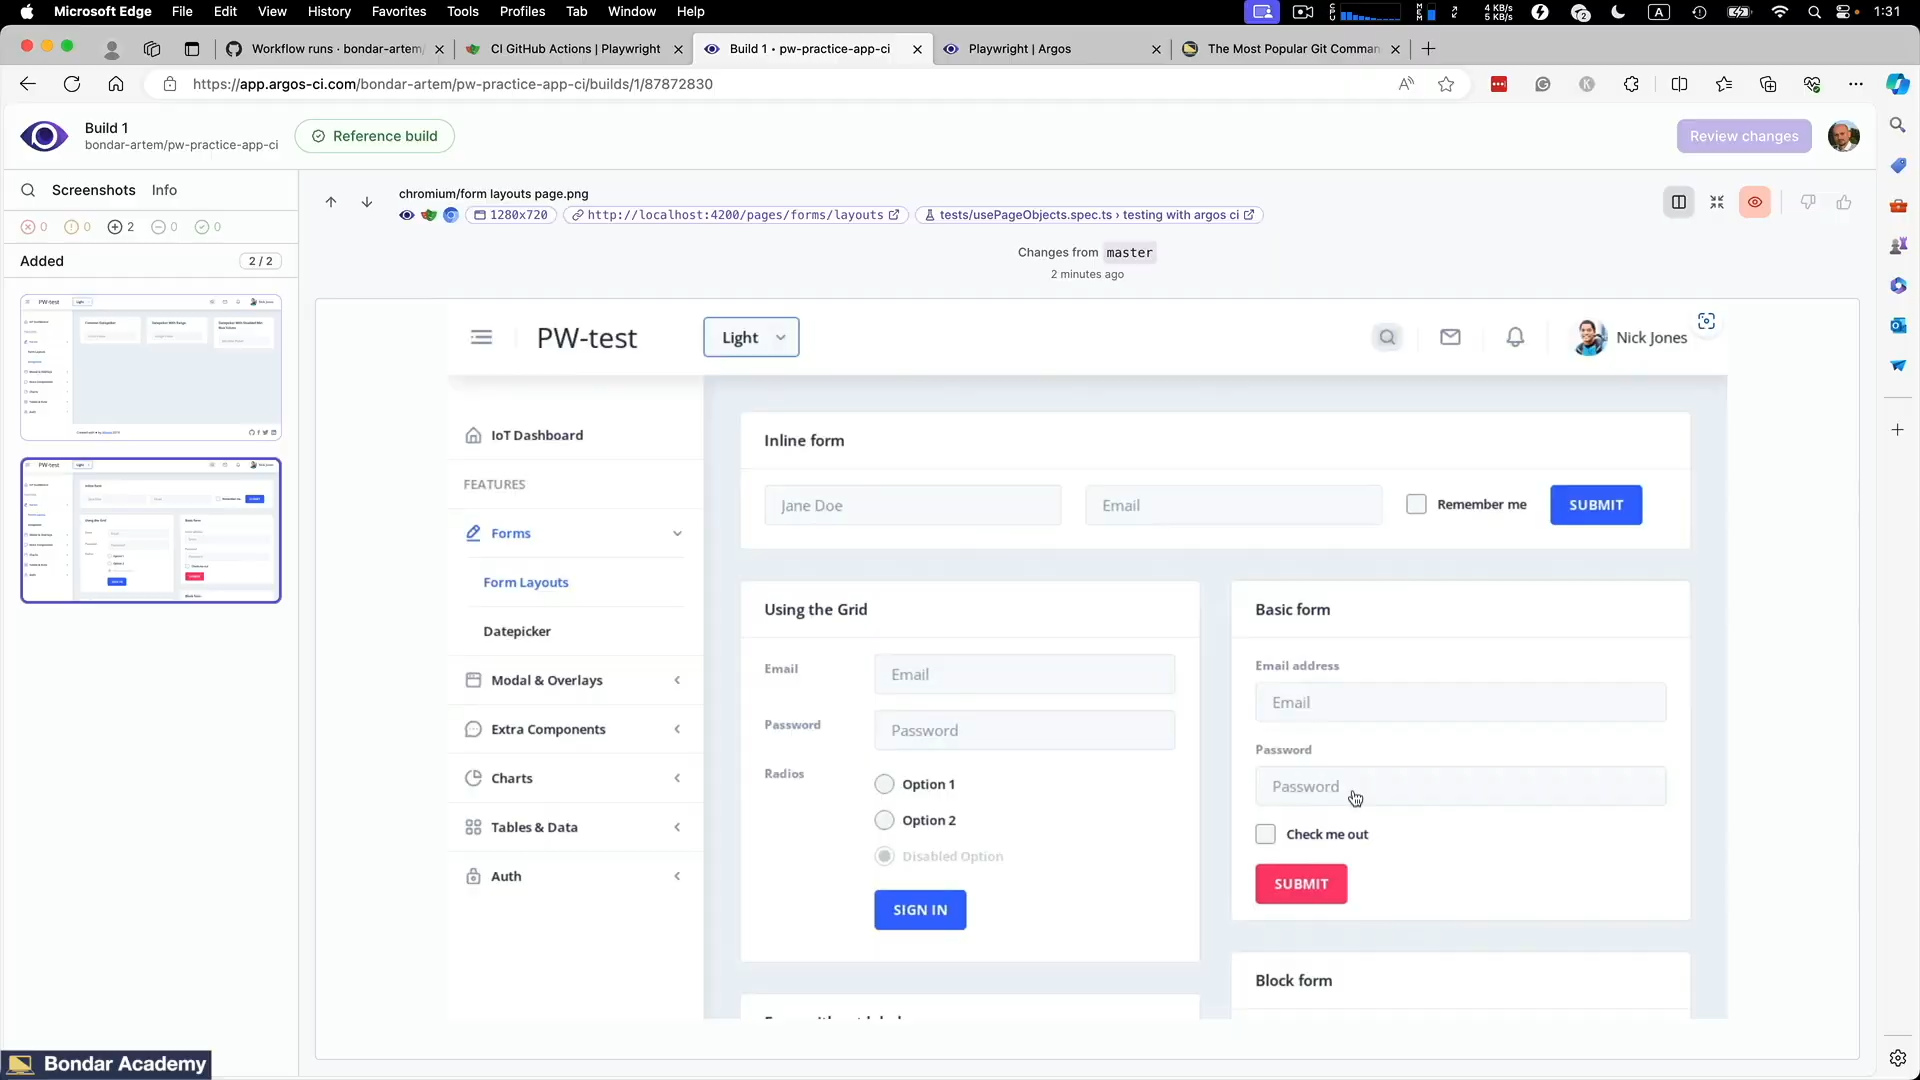 Microsoft Edge File Edit View History Favorites Tools Profiles Tab Window Help 4 KB/s 5 KB/s 2 A 1:31
Workflow runs · bondar-artem/ CI GitHub Actions | Playwright Build 1 • pw-practice-app-ci Playwright | Argos The Most Popular Git Comman
https://app.argos-ci.com/bondar-artem/pw-practice-app-ci/builds/1/87872830
Build 1
bondar-artem/pw-practice-app-ci
Reference build
Review changes
Screenshots Info
0 0 2 0 0
Added 2 / 2
chromium/form layouts page.png
1280x720 http://localhost:4200/pages/forms/layouts tests/usePageObjects.spec.ts › testing with argos ci
Changes from master
2 minutes ago
PW-test Light Nick Jones
IoT Dashboard
FEATURES
Forms
Form Layouts
Datepicker
Modal & Overlays
Extra Components
Charts
Tables & Data
Auth
Inline form
Jane Doe Email Remember me SUBMIT
Using the Grid
Email Email
Password Password
Radios Option 1
Option 2
Disabled Option
SIGN IN
Basic form
Email address
Email
Password
Password
Check me out
SUBMIT
Block form
Bondar Academy